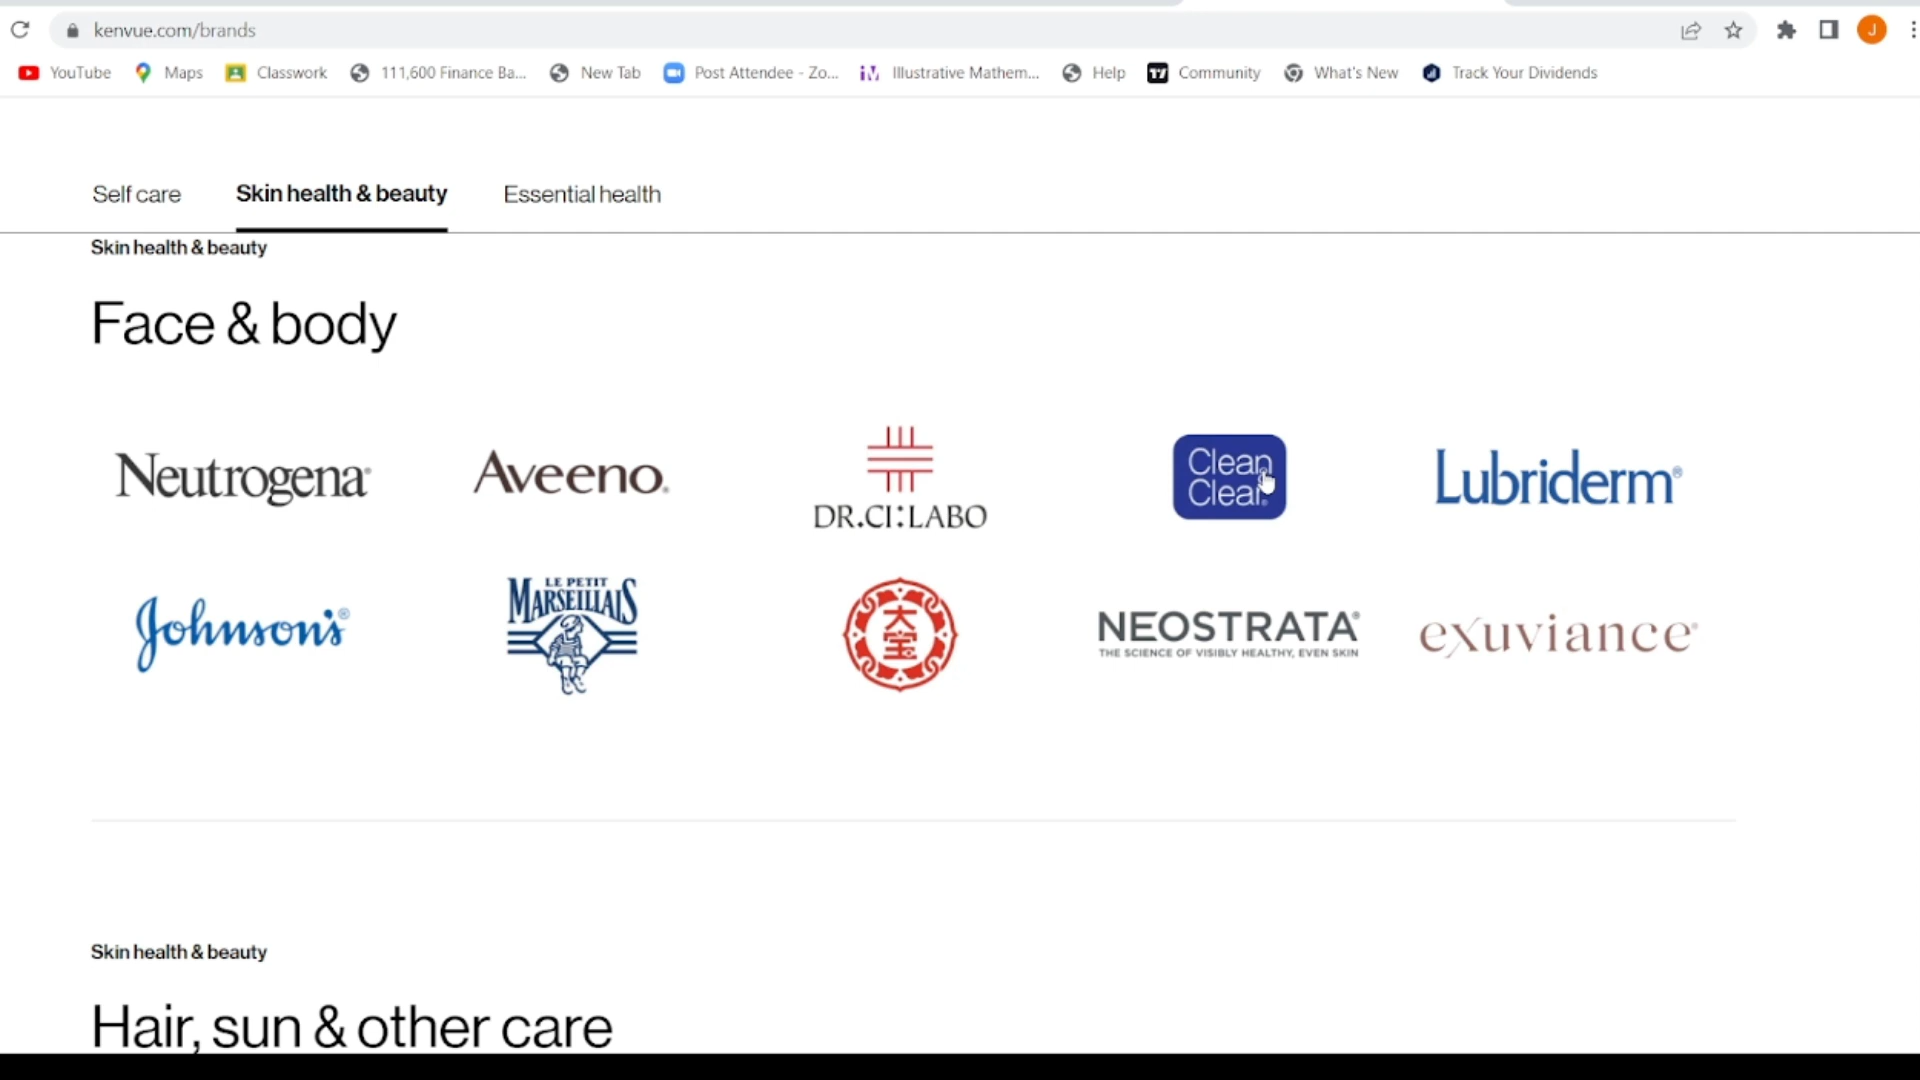 kenvue.com/brands
YouTube
Maps
Classwork
111,600 Finance Ba...
New Tab
Post Attendee - Zo...
Illustrative Mathem...
Help
Community
What's New
Track Your Dividends
J
Self care
Skin health & beauty
Essential health
Skin health & beauty
Face & body
Neutrogena®
Aveeno®
DR.CI:LABO
Clean
Clear®
Lubriderm®
Johnson's®
LE PETIT
MARSEILLAIS
大
宝
NEOSTRATA®
THE SCIENCE OF VISIBLY HEALTHY, EVEN SKIN
exuviance®
Skin health & beauty
Hair, sun & other care